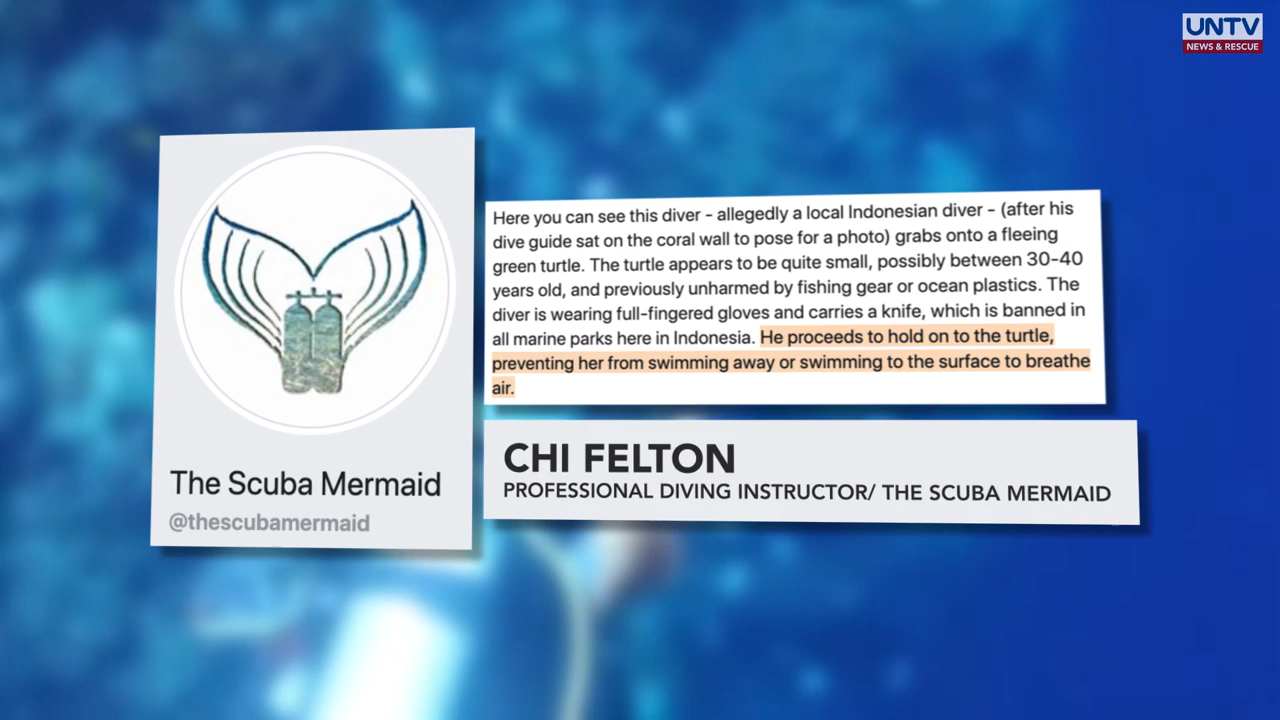 UNTV
NEWS & RESCUE
Here you can see this diver - allegedly a local Indonesian diver - (after his
dive guide sat on the coral wall to pose for a photo) grabs onto a fleeing
green turtle. The turtle appears to be quite small, possibly between 30-40
years old, and previously unharmed by fishing gear or ocean plastics. The
diver is wearing full-fingered gloves and carries a knife, which is banned in
all marine parks here in Indonesia. He proceeds to hold on to the turtle,
preventing her from swimming away or swimming to the surface to breathe
air.
The Scuba Mermaid
@thescubamermaid
CHI FELTON
PROFESSIONAL DIVING INSTRUCTOR/ THE SCUBA MERMAID